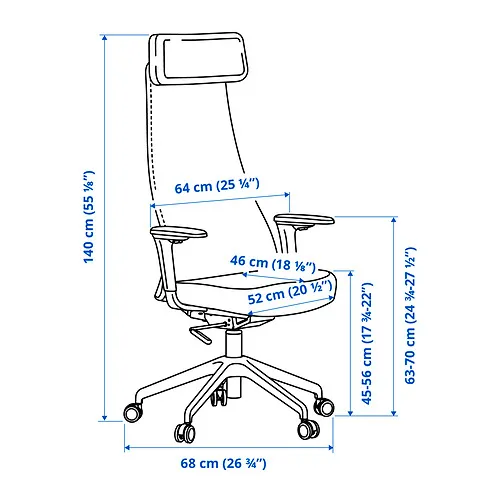 140 cm (55 ⅛″)
64 cm (25 ¼″)
46 cm (18 ⅛″)
52 cm (20 ½″)
45-56 cm (17 ¾-22″)
63-70 cm (24 ¾-27 ½″)
68 cm (26 ¾″)